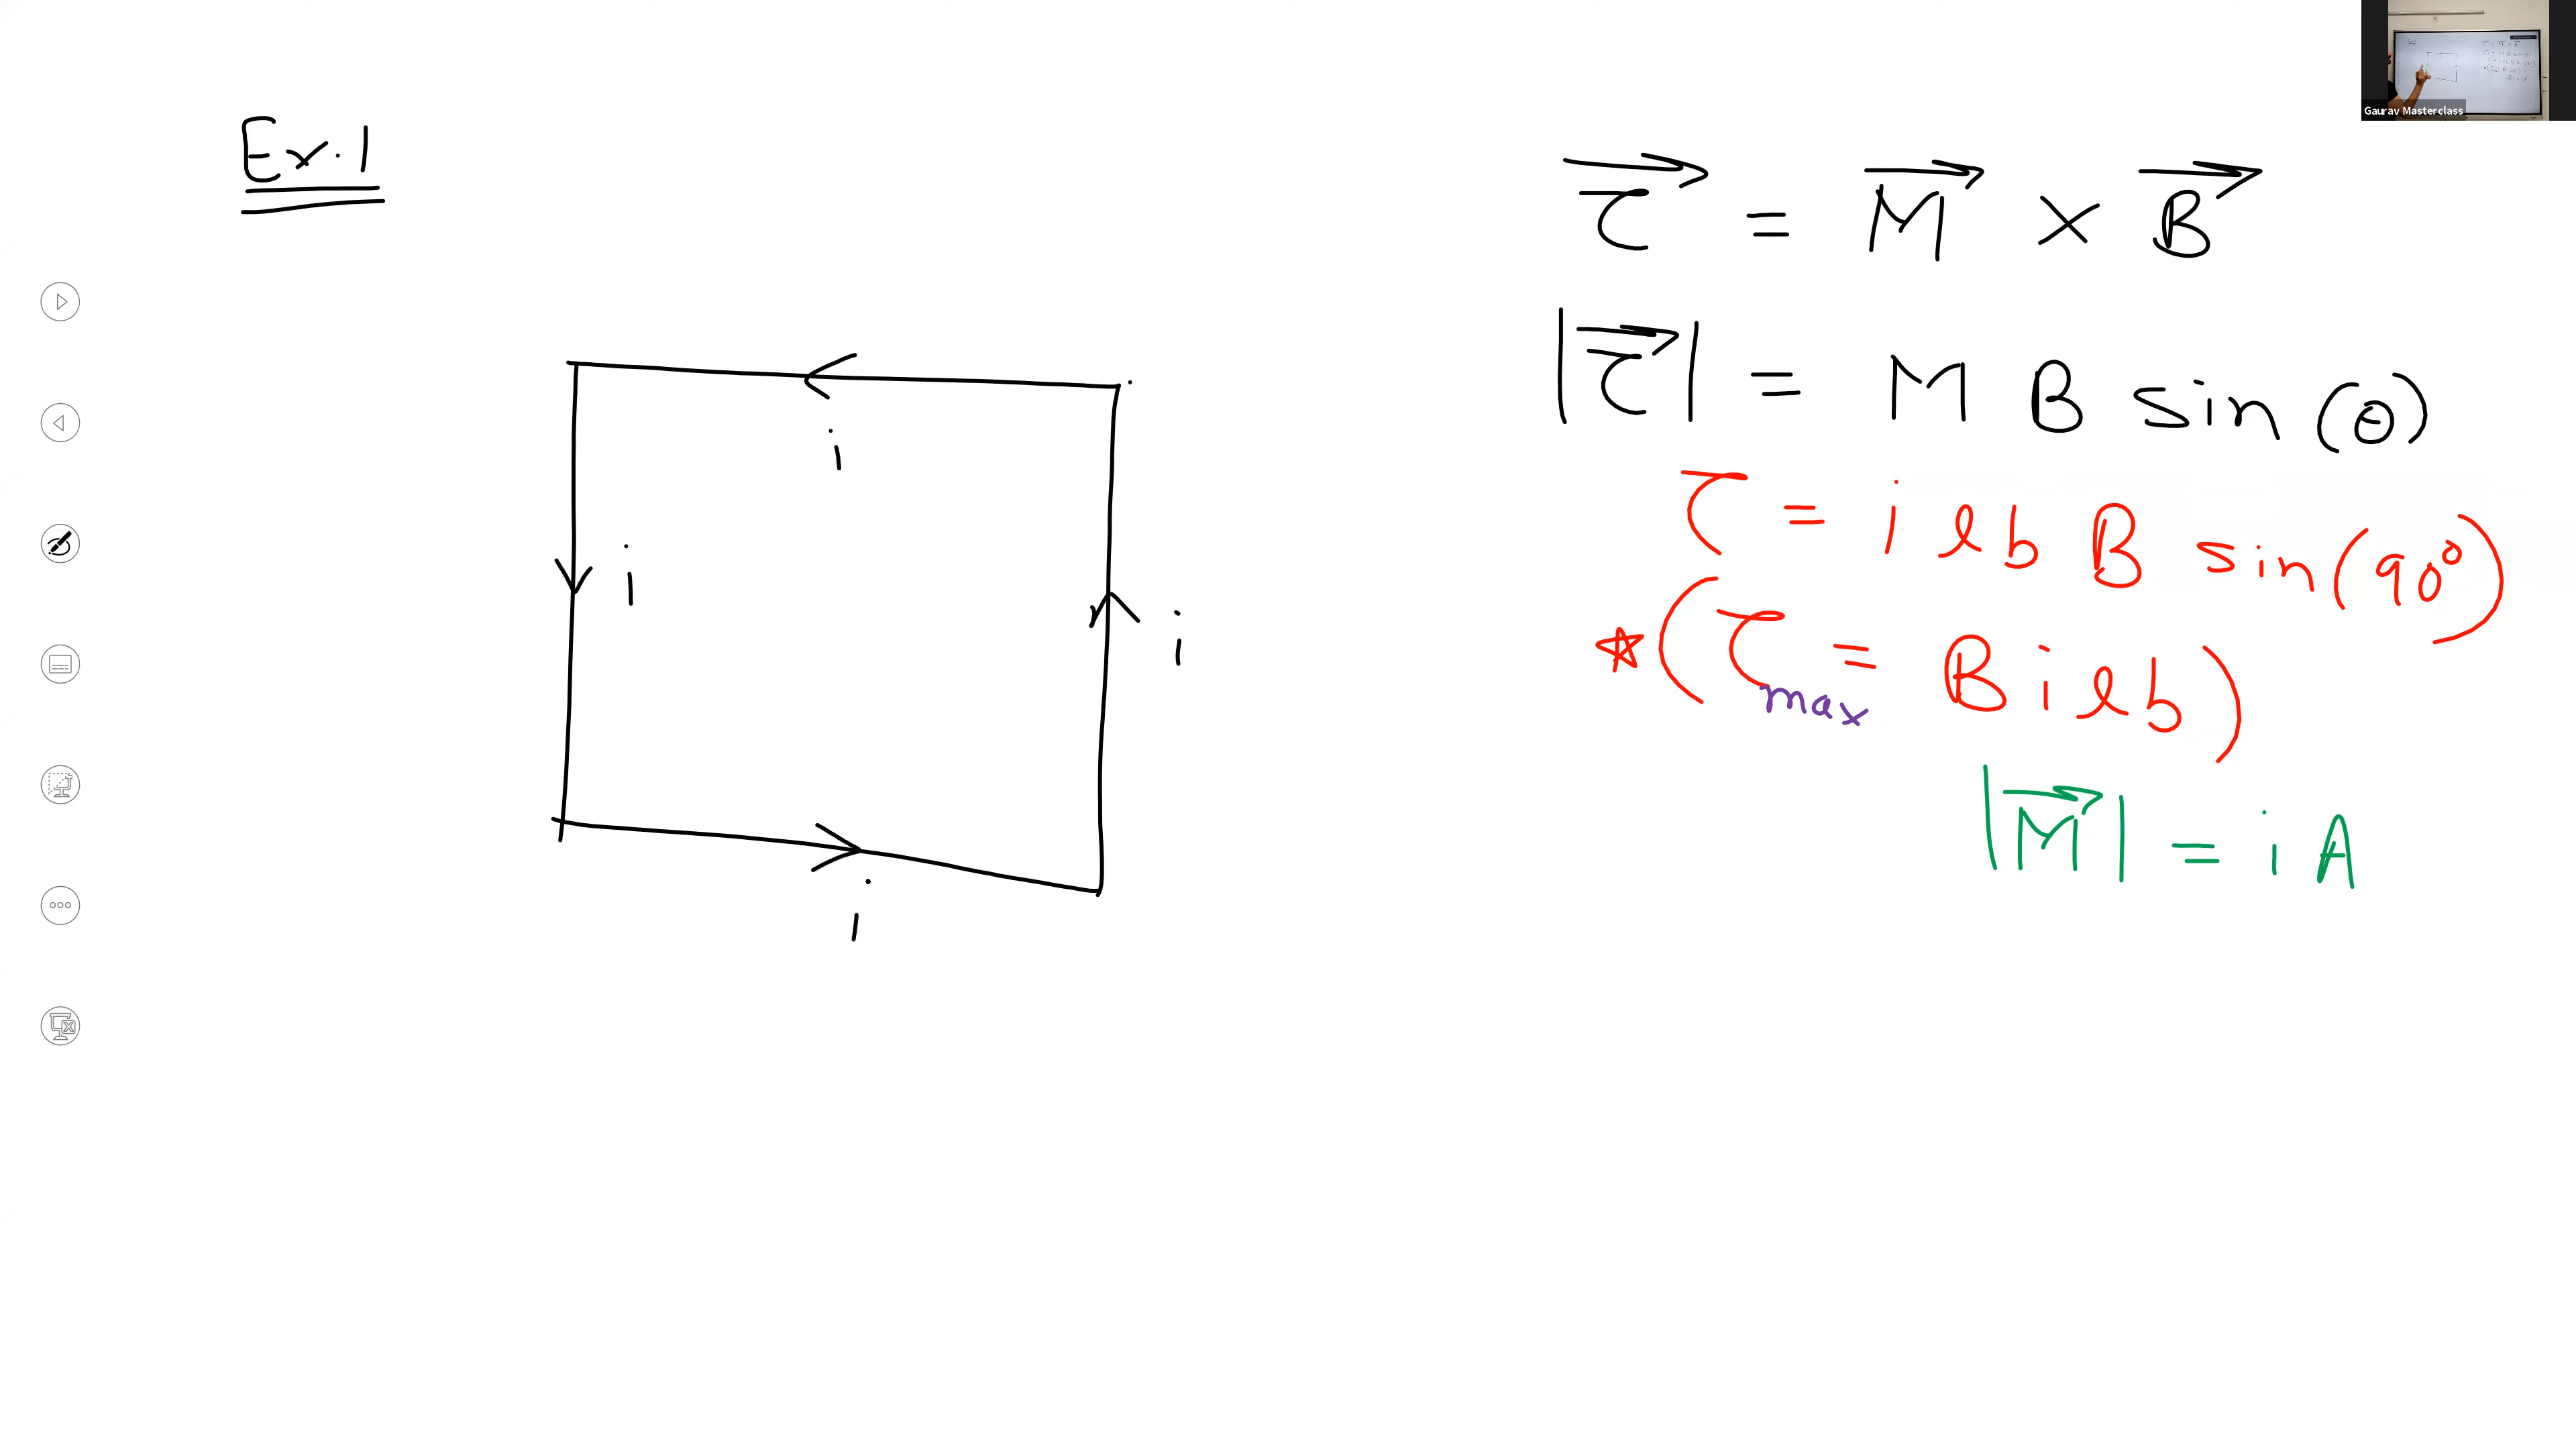 Gaurav Masterclass
Ex.1
τ⃗ = M⃗ × B⃗
|τ⃗| = M B sin(θ)
τ = i l b B sin(90°)
☆(τmax = B i l b)
|M⃗| = i A
i
i
i
i